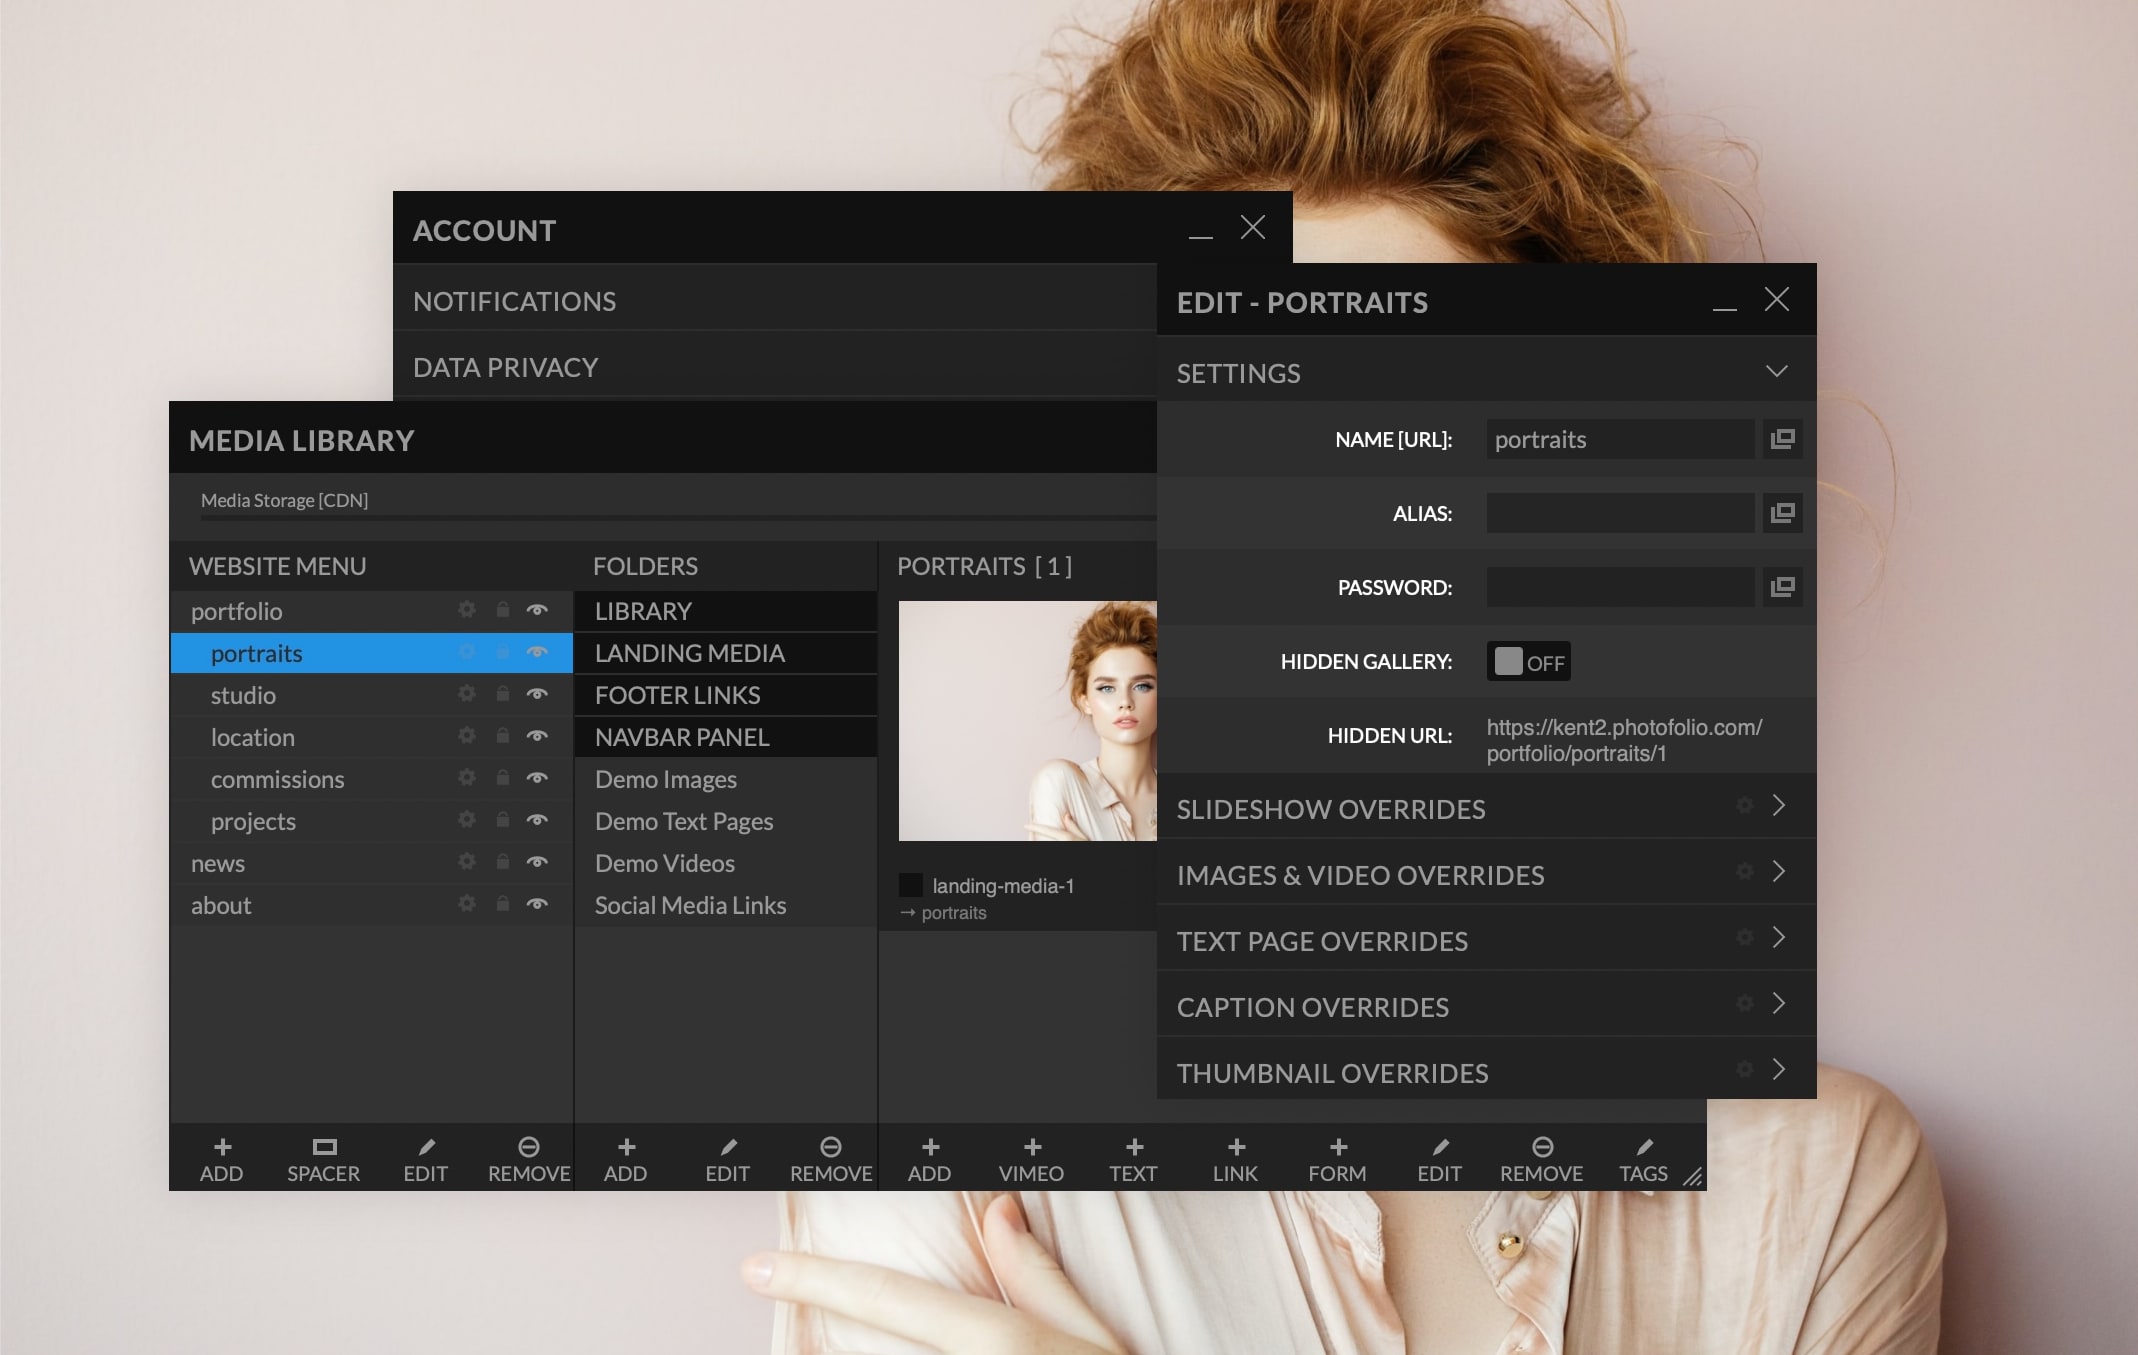 ACCOUNT
NOTIFICATIONS
DATA PRIVACY
MEDIA LIBRARY
Media Storage [CDN]
WEBSITE MENU
portfolio
portraits
studio
location
commissions
projects
news
about
ADD
SPACER
EDIT
REMOVE
FOLDERS
LIBRARY
LANDING MEDIA
FOOTER LINKS
NAVBAR PANEL
Demo Images
Demo Text Pages
Demo Videos
Social Media Links
ADD
EDIT
REMOVE
PORTRAITS [ 1 ]
landing-media-1
→ portraits
ADD
VIMEO
TEXT
LINK
FORM
EDIT
REMOVE
TAGS
EDIT - PORTRAITS
SETTINGS
NAME [URL]: portraits
ALIAS:
PASSWORD:
HIDDEN GALLERY: OFF
HIDDEN URL: https://kent2.photofolio.com/
portfolio/portraits/1
SLIDESHOW OVERRIDES
IMAGES & VIDEO OVERRIDES
TEXT PAGE OVERRIDES
CAPTION OVERRIDES
THUMBNAIL OVERRIDES